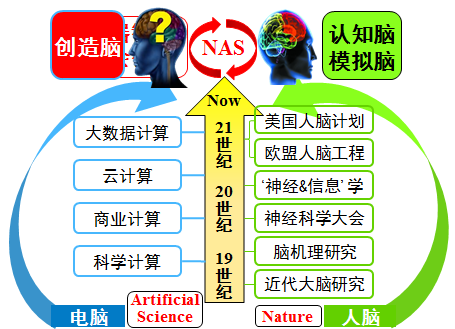 创造脑
?
NAS
认知脑
模拟脑
Now
21
世
纪
20
世
纪
19
世
纪
大数据计算
云计算
商业计算
科学计算
美国人脑计划
欧盟人脑工程
‘神经&信息’学
神经科学大会
脑机理研究
近代大脑研究
电脑
Artificial
Science
Nature
人脑